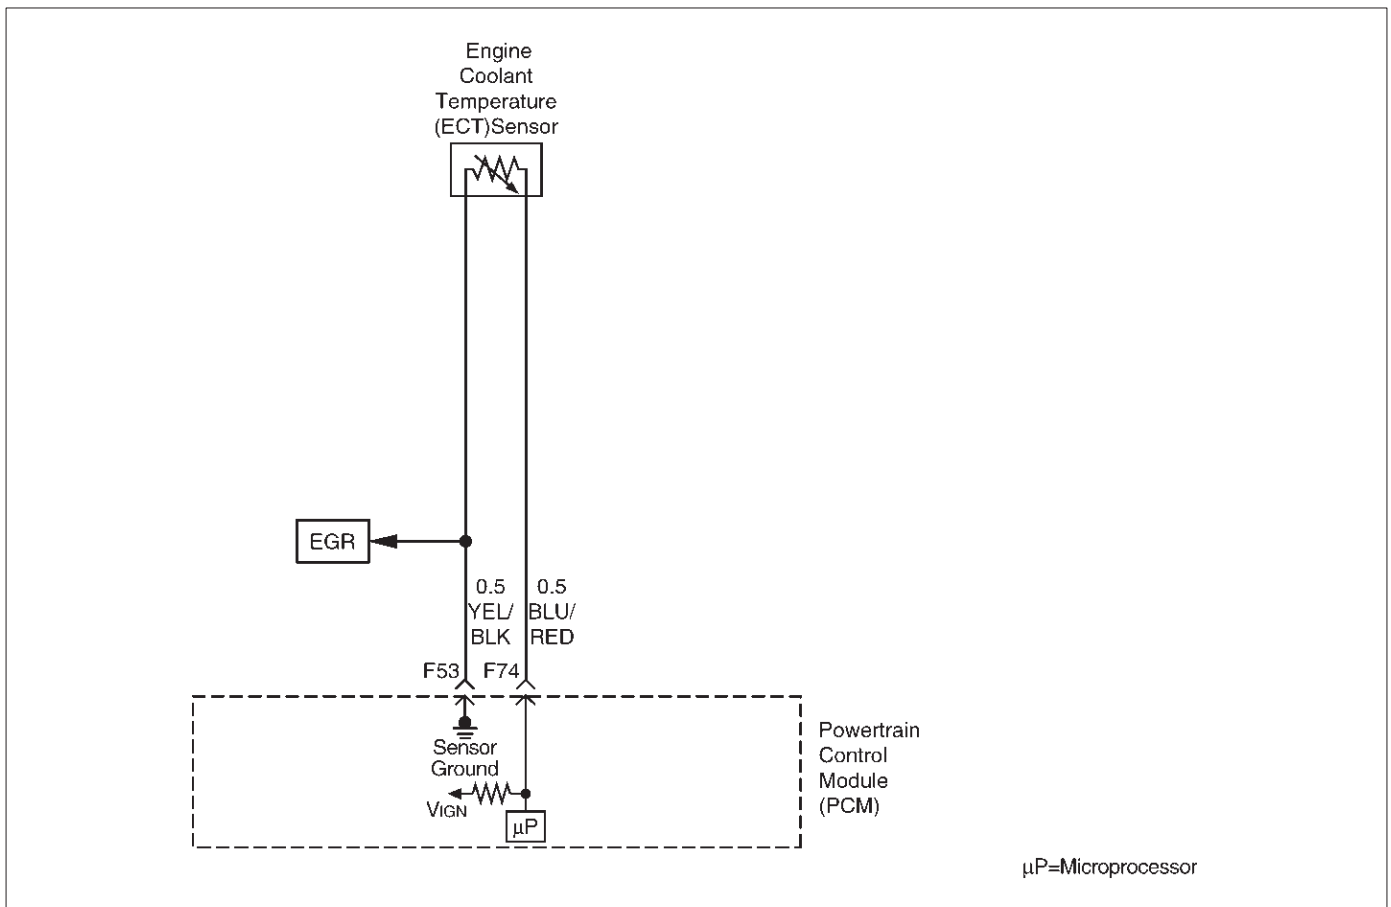 Engine
Coolant
Temperature
(ECT)Sensor
EGR
0.5
YEL/
BLK
0.5
BLU/
RED
F53
F74
Sensor
Ground
VIGN
μP
Powertrain
Control
Module
(PCM)
μP=Microprocessor